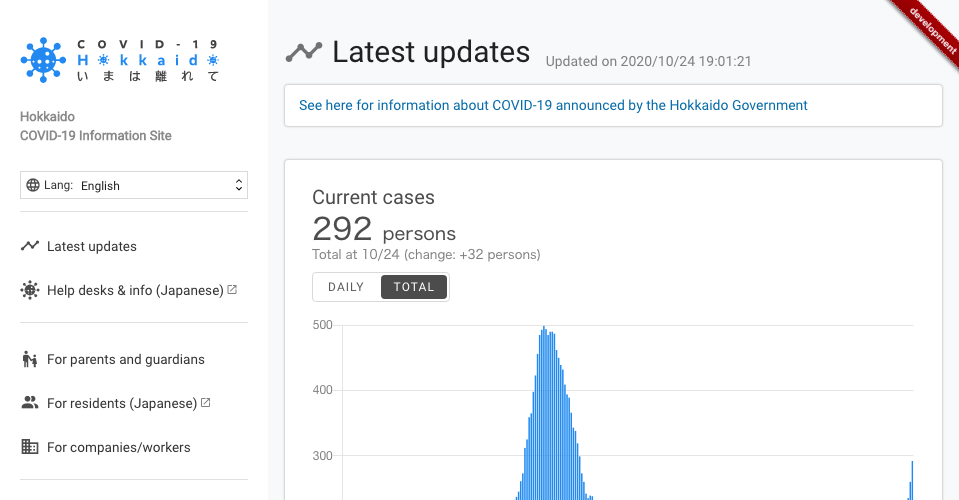 COVID-19
Hokkaido
いまは離れて
Hokkaido
COVID-19 Information Site
Lang: English
Latest updates
Help desks & info (Japanese)
For parents and guardians
For residents (Japanese)
For companies/workers
development
Latest updates Updated on 2020/10/24 19:01:21
See here for information about COVID-19 announced by the Hokkaido Government
Current cases
292 persons
Total at 10/24 (change: +32 persons)
DAILY TOTAL
500
400
300